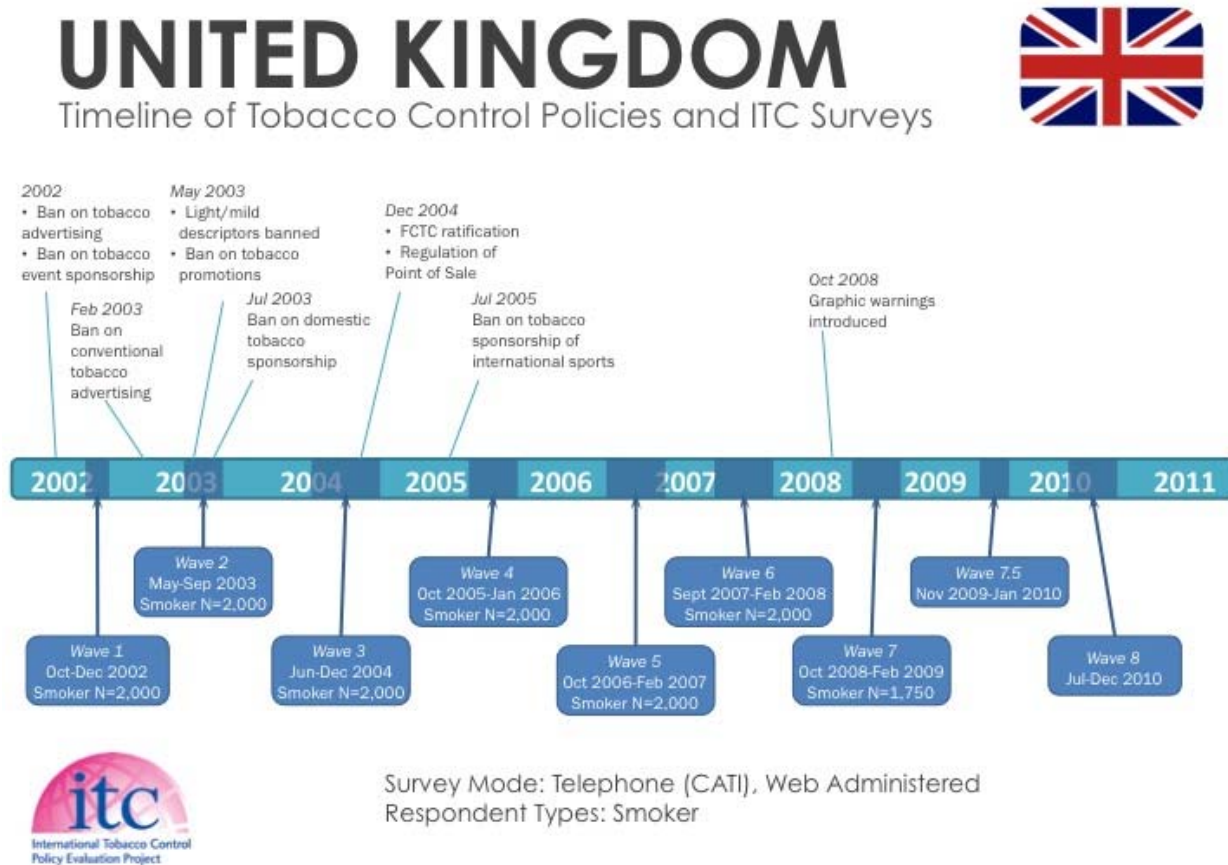 UNITED KINGDOM
Timeline of Tobacco Control Policies and ITC Surveys
2002
• Ban on tobacco
advertising
• Ban on tobacco
event sponsorship
Feb 2003
Ban on
conventional
tobacco
advertising
May 2003
• Light/mild
descriptors banned
• Ban on tobacco
promotions
Jul 2003
Ban on domestic
tobacco
sponsorship
Dec 2004
• FCTC ratification
• Regulation of
Point of Sale
Jul 2005
Ban on tobacco
sponsorship of
international sports
Oct 2008
Graphic warnings
introduced
2002 2003 2004 2005 2006 2007 2008 2009 2010 2011
Wave 1
Oct-Dec 2002
Smoker N=2,000
Wave 2
May-Sep 2003
Smoker N=2,000
Wave 3
Jun-Dec 2004
Smoker N=2,000
Wave 4
Oct 2005-Jan 2006
Smoker N=2,000
Wave 5
Oct 2006-Feb 2007
Smoker N=2,000
Wave 6
Sept 2007-Feb 2008
Smoker N=2,000
Wave 7
Oct 2008-Feb 2009
Smoker N=1,750
Wave 7.5
Nov 2009-Jan 2010
Wave 8
Jul-Dec 2010
itc
International Tobacco Control
Policy Evaluation Project
Survey Mode: Telephone (CATI), Web Administered
Respondent Types: Smoker